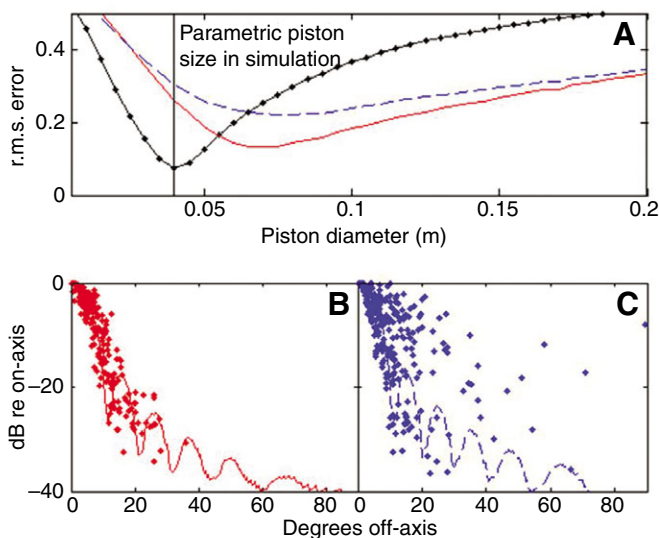 0.4
0.2
0
r.m.s. error
Parametric piston
size in simulation
A
0.05
0.1
0.15
0.2
Piston diameter (m)
0
–20
–40
dB re on-axis
B
C
0 20 40 60 80
0 20 40 60 80
Degrees off-axis